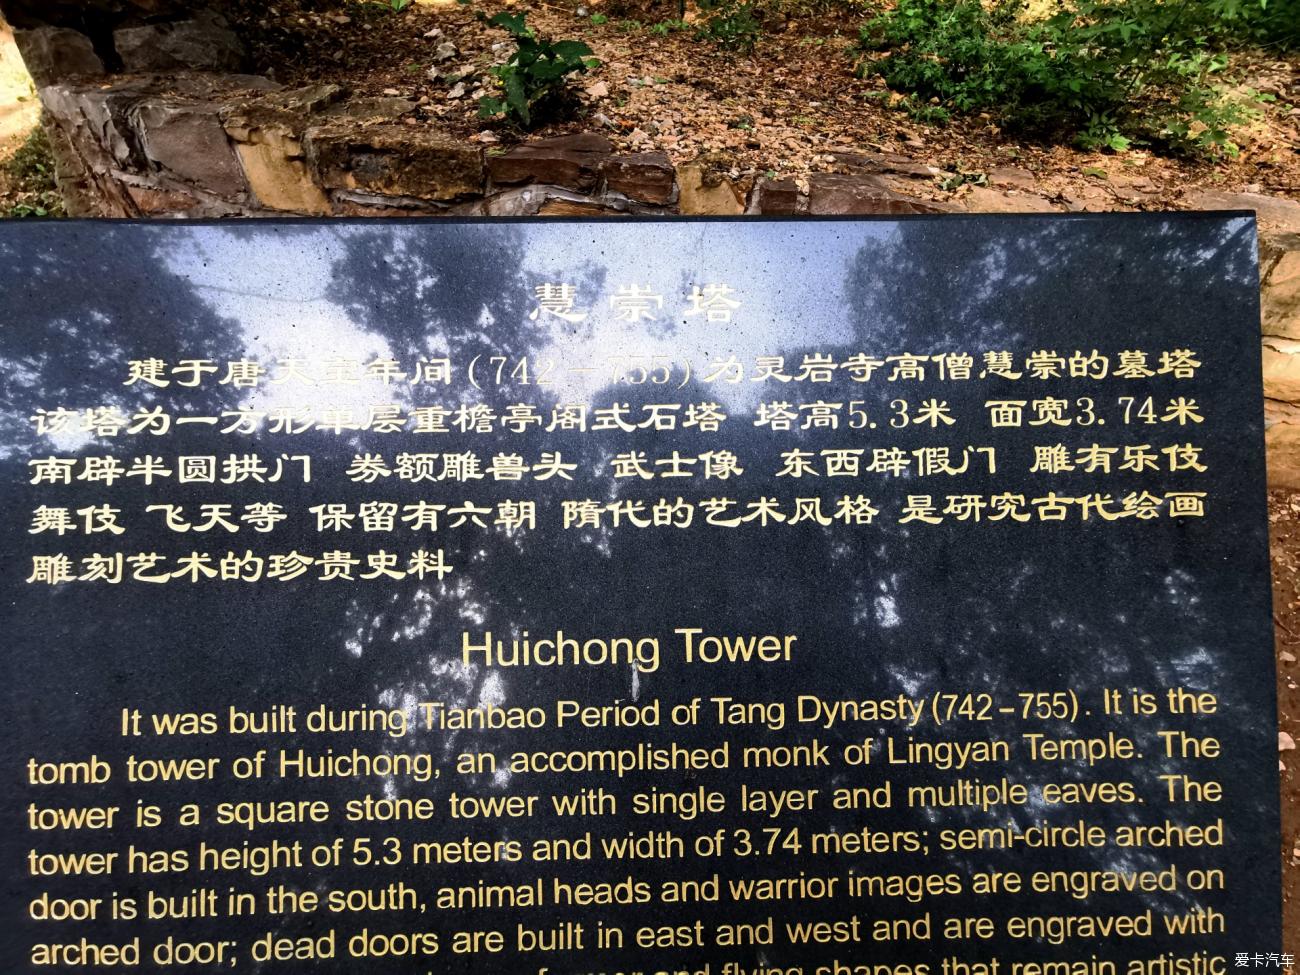 慧崇塔
建于唐天宝年间(742-755)为灵岩寺高僧慧崇的墓塔
该塔为一方形单层重檐亭阁式石塔 塔高5.3米 面宽3.74米
南辟半圆拱门 券额雕兽头 武士像 东西辟假门 雕有乐伎
舞伎 飞天等 保留有六朝 隋代的艺术风格 是研究古代绘画
雕刻艺术的珍贵史料
Huichong Tower
It was built during Tianbao Period of Tang Dynasty (742-755). It is the
tomb tower of Huichong, an accomplished monk of Lingyan Temple. The
tower is a square stone tower with single layer and multiple eaves. The
tower has height of 5.3 meters and width of 3.74 meters; semi-circle arched
door is built in the south, animal heads and warrior images are engraved on
arched door; dead doors are built in east and west and are engraved with
and flying shapes that remain artistic
爱卡汽车